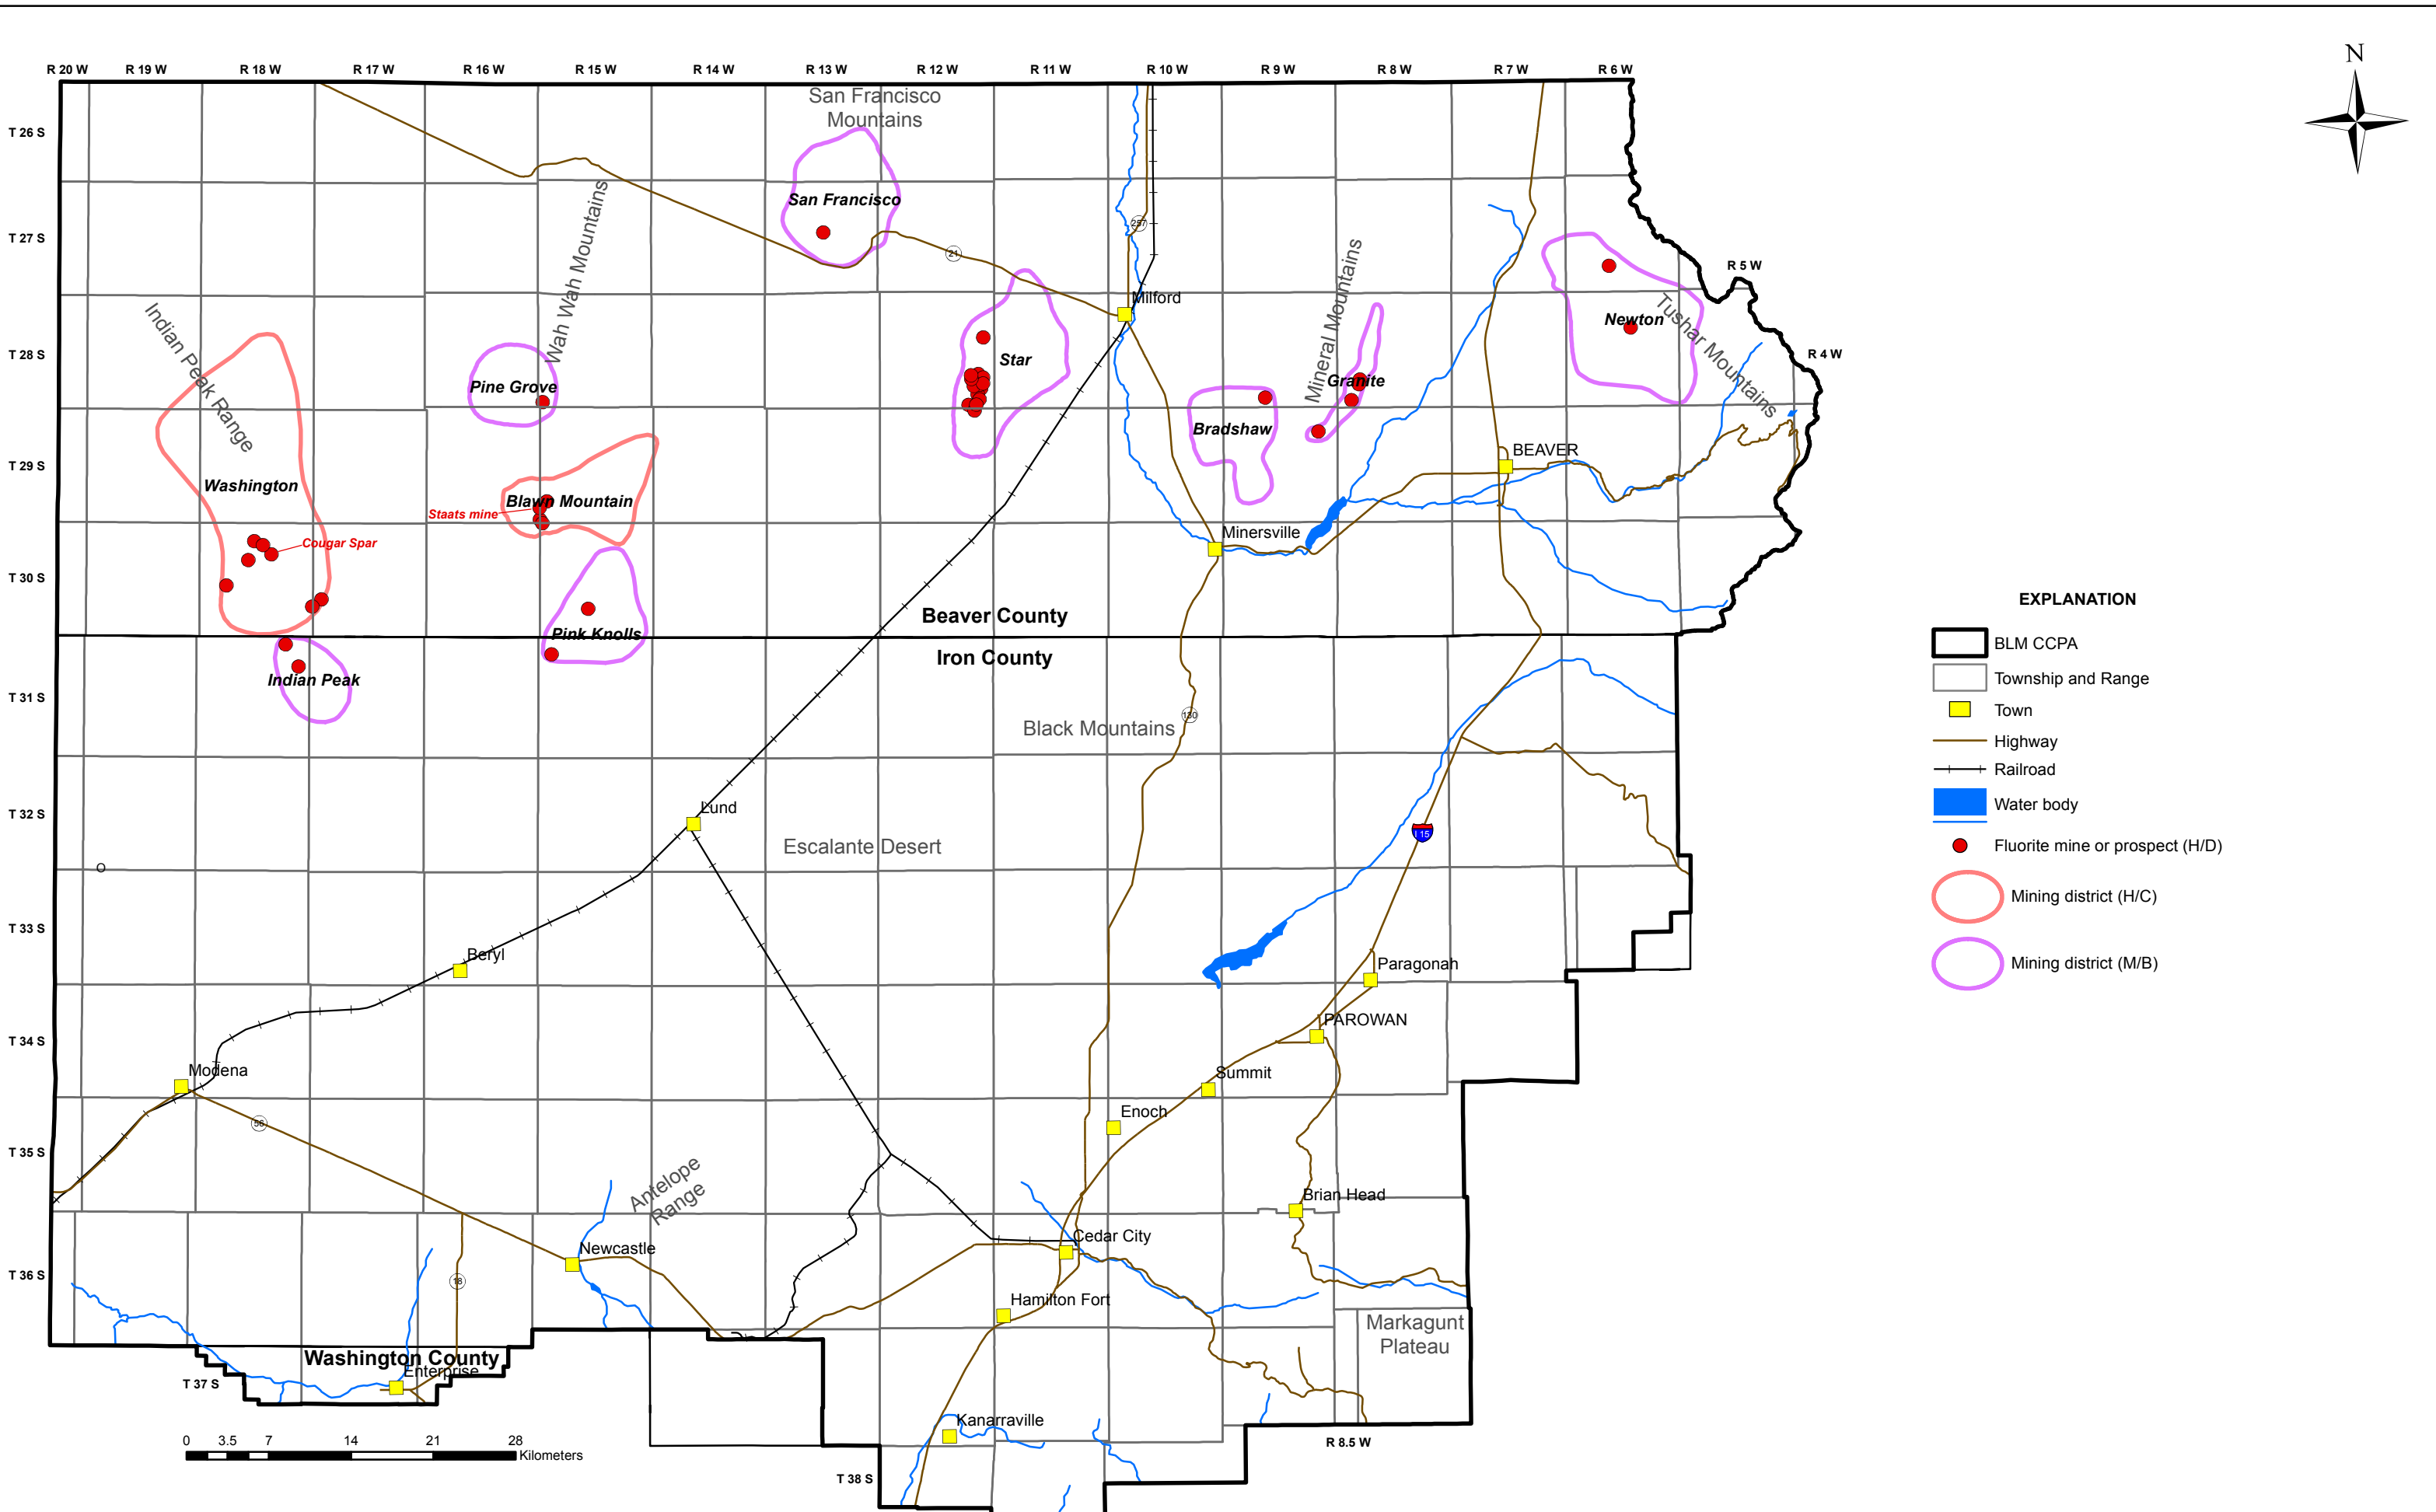 N
R 20 W R 19 W R 18 W R 17 W R 16 W R 15 W R 14 W R 13 W R 12 W R 11 W R 10 W R 9 W R 8 W R 7 W R 6 W
San Francisco
Mountains
T 26 S
San Francisco
Wah Wah Mountains
257
T 27 S
21
Mineral Mountains
R 5 W
Milford
Indian Peak Range
Tushar Mountains
Newton
T 28 S
Star
R 4 W
Pine Grove
Granite
Bradshaw
BEAVER
T 29 S
Washington
Blawn Mountain
Staats mine
Minersville
Cougar Spar
T 30 S
Beaver County
Pink Knolls
Iron County
Indian Peak
T 31 S
130
Black Mountains
Lund
T 32 S
I 15
Escalante Desert
O
T 33 S
Beryl
Paragonah
PAROWAN
T 34 S
Modena
Summit
Enoch
56
T 35 S
Antelope
Range
Brian Head
Cedar City
Newcastle
T 36 S
18
Hamilton Fort
Markagunt
Plateau
Washington County
Enterprise
T 37 S
Kanarraville
R 8.5 W
0 3.5 7 14 21 28
Kilometers
T 38 S
EXPLANATION
BLM CCPA
Township and Range
Town
Highway
Railroad
Water body
Fluorite mine or prospect (H/D)
Mining district (H/C)
Mining district (M/B)